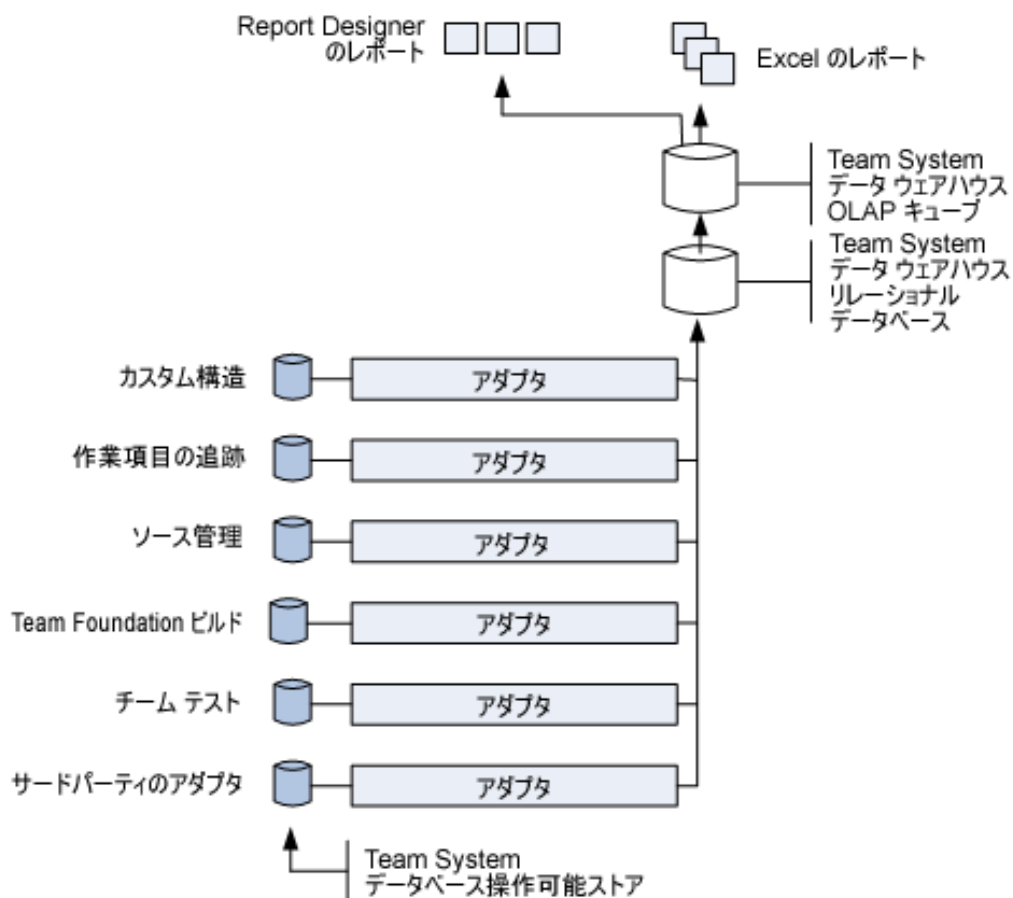 Report Designer
のレポート
Excel のレポート
Team System
データ ウェアハウス
OLAP キューブ
Team System
データ ウェアハウス
リレーショナル
データベース
カスタム構造
アダプタ
作業項目の追跡
アダプタ
ソース管理
アダプタ
Team Foundation ビルド
アダプタ
チーム テスト
アダプタ
サードパーティのアダプタ
アダプタ
Team System
データベース操作可能ストア